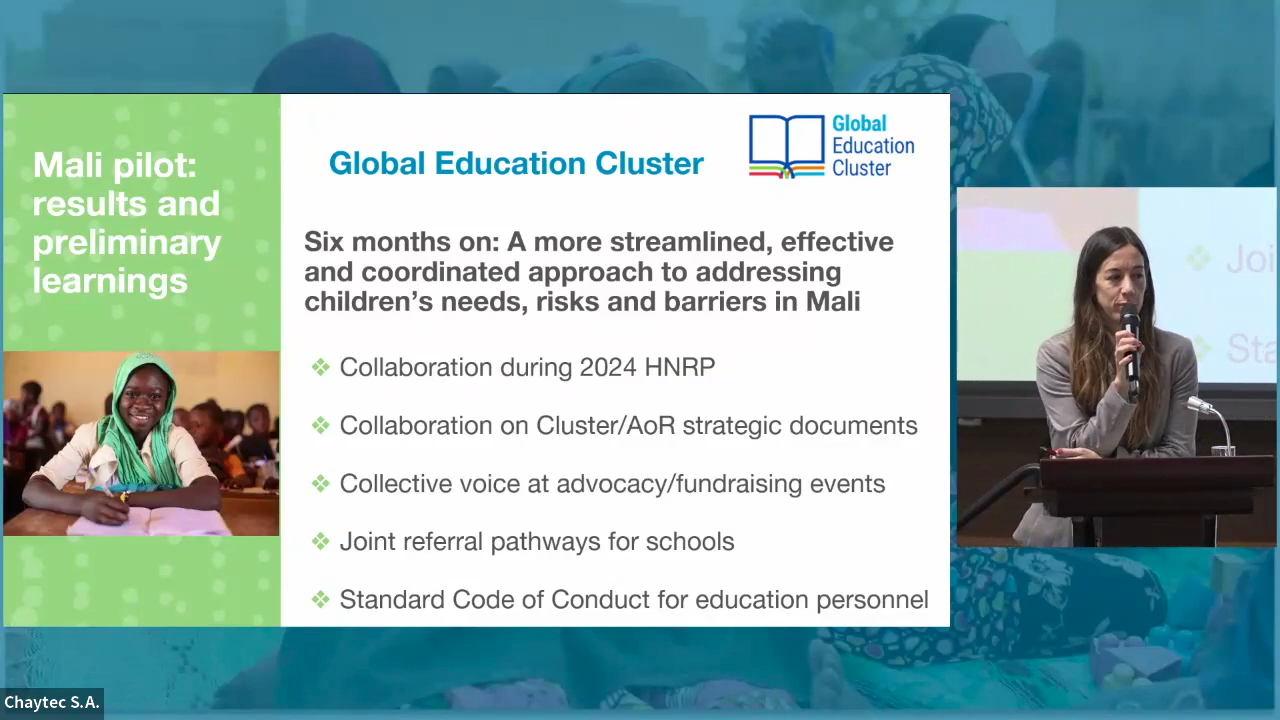 Mali pilot:
results and
preliminary
learnings
Global Education Cluster
Global
Education
Cluster
Six months on: A more streamlined, effective
and coordinated approach to addressing
children’s needs, risks and barriers in Mali
❖ Collaboration during 2024 HNRP
❖ Collaboration on Cluster/AoR strategic documents
❖ Collective voice at advocacy/fundraising events
❖ Joint referral pathways for schools
❖ Standard Code of Conduct for education personnel
Joi
Sta
Chaytec S.A.